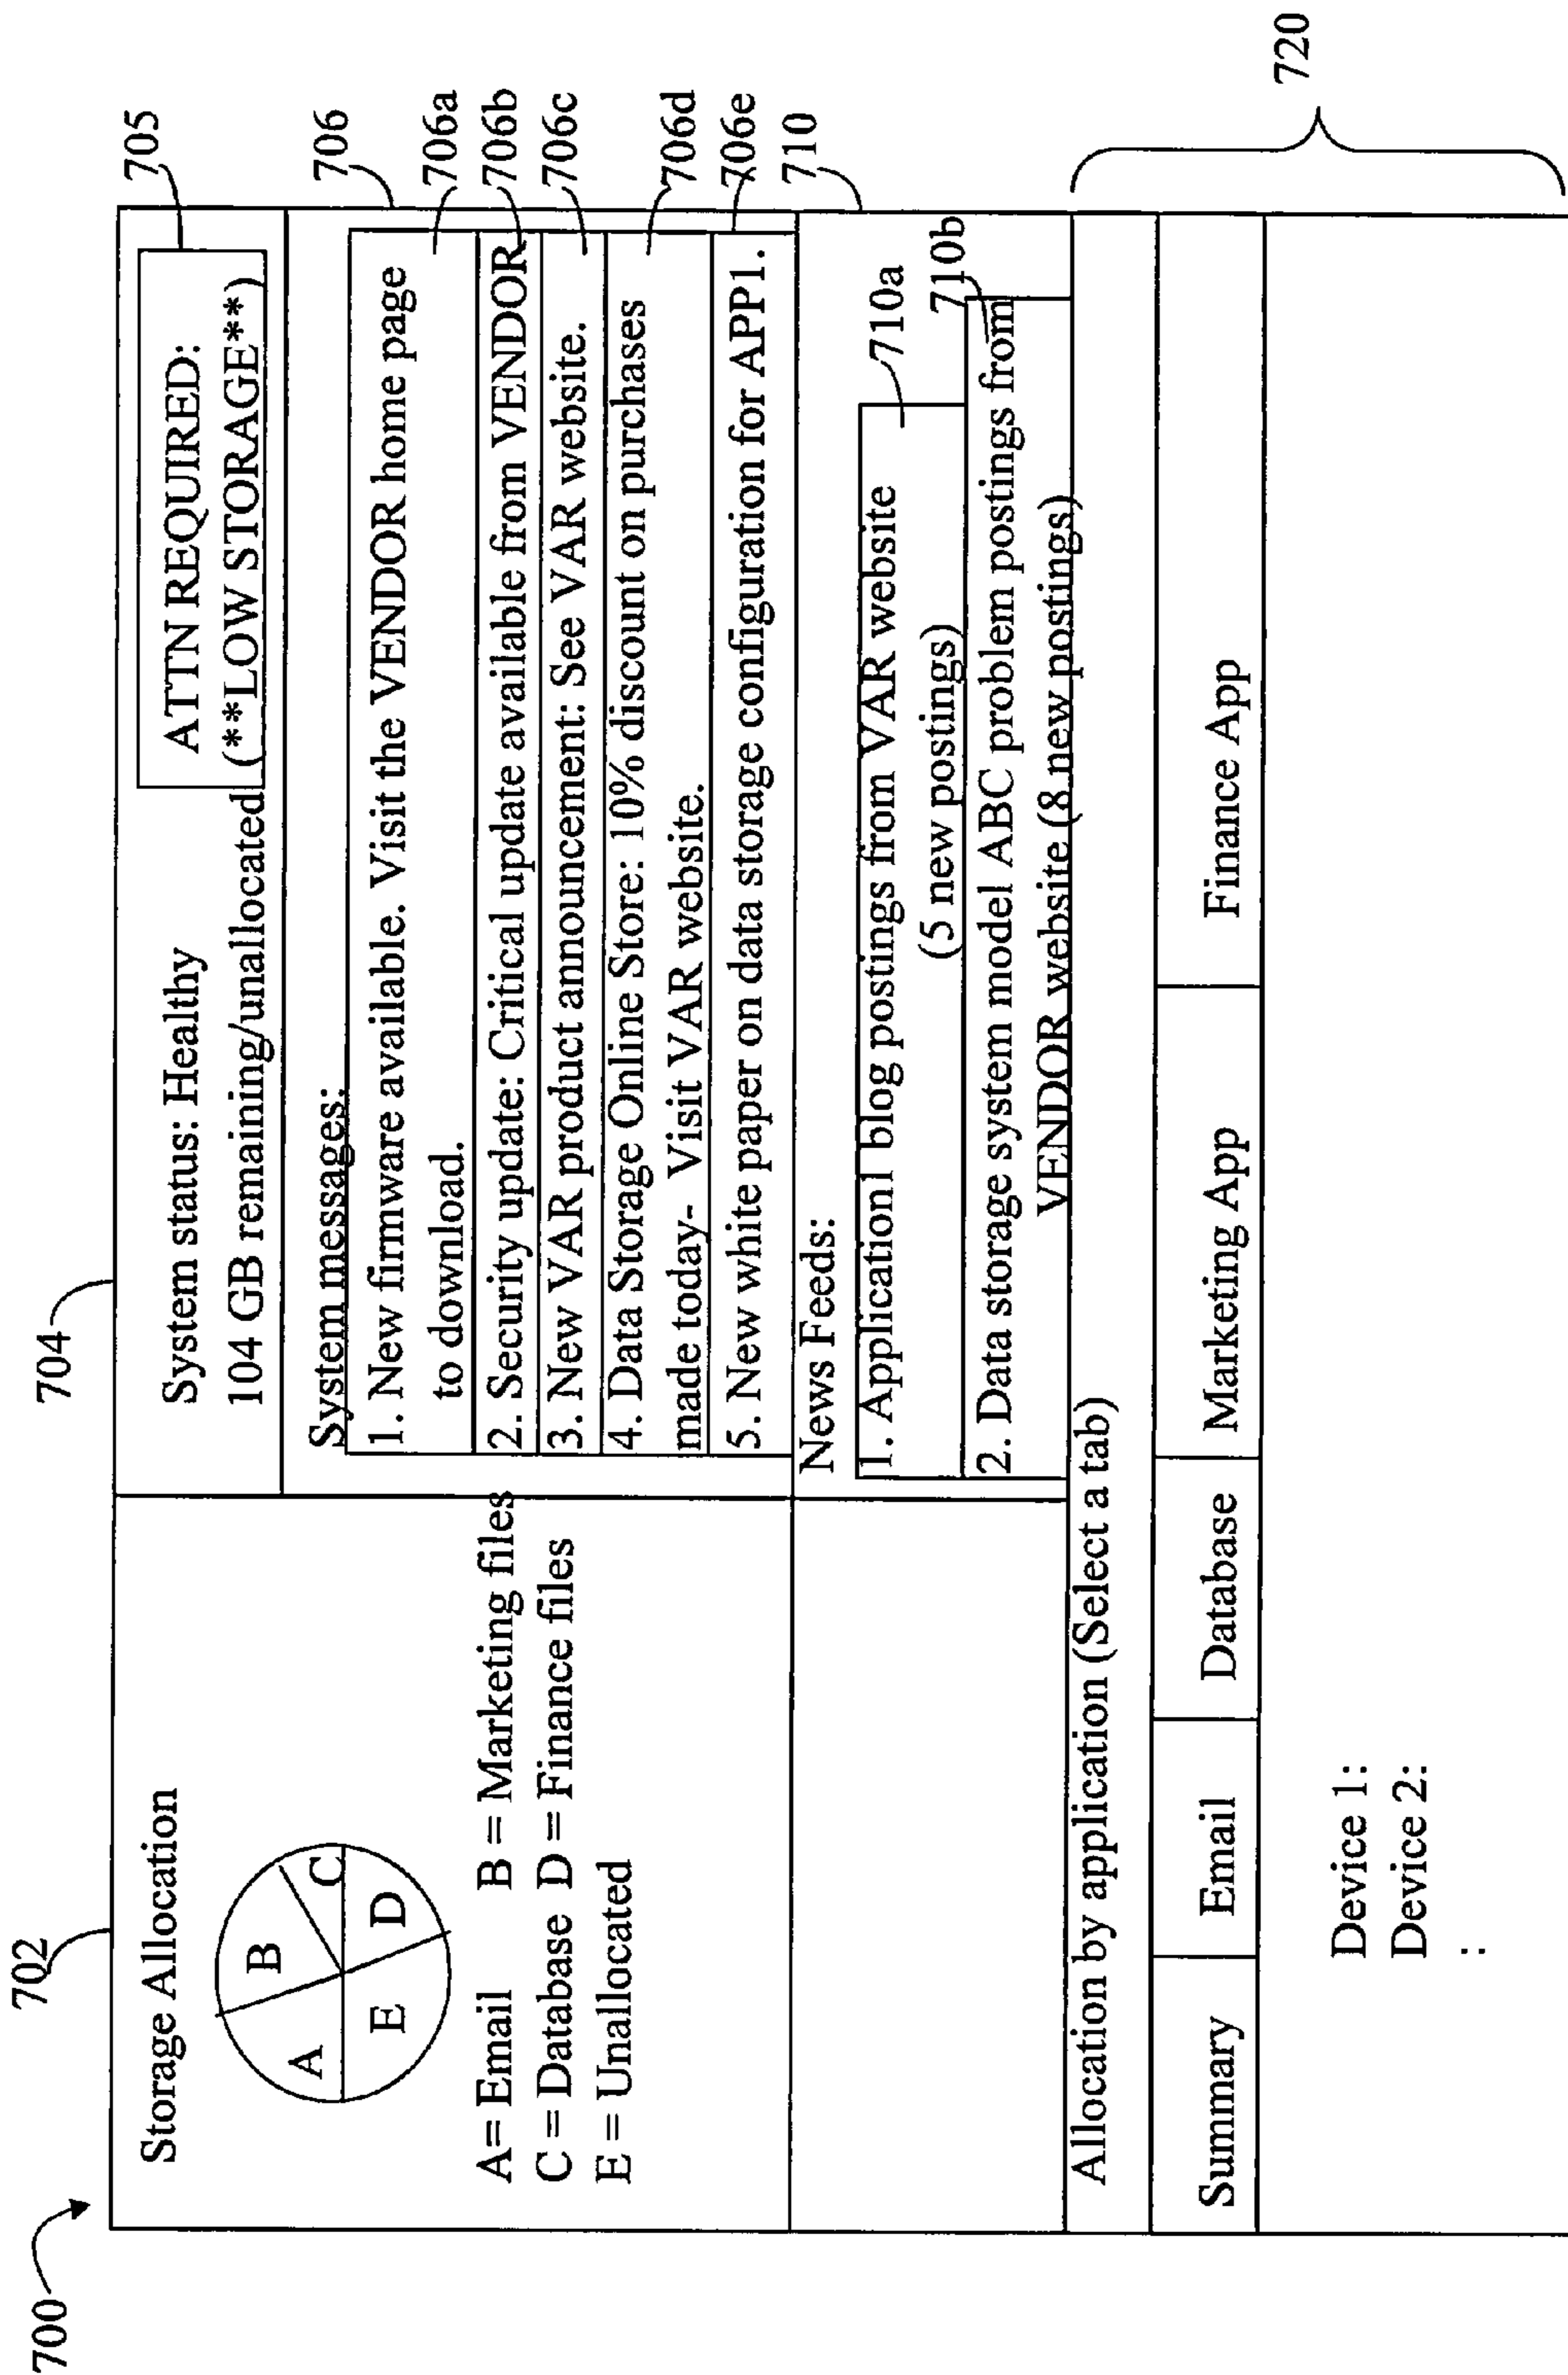 700
702
704
Storage Allocation
A
B
C
D
E
A= Email B = Marketing files
C = Database D = Finance files
E = Unallocated
System status: Healthy
104 GB remaining/unallocated
ATTN REQUIRED:
(**LOW STORAGE**)
705
System messages:
706
1. New firmware available. Visit the VENDOR home page
to download.
706a
2. Security update: Critical update available from VENDOR
706b
3. New VAR product announcement: See VAR website.
706c
4. Data Storage Online Store: 10% discount on purchases
made today- Visit VAR website.
706d
5. New white paper on data storage configuration for APP1.
706e
News Feeds:
710
1. Application1 blog postings from VAR website
(5 new postings)
710a
2. Data storage system model ABC problem postings from
VENDOR website (8 new postings)
710b
Allocation by application (Select a tab)
Summary Email Database Marketing App Finance App
Device 1:
Device 2:
:
720